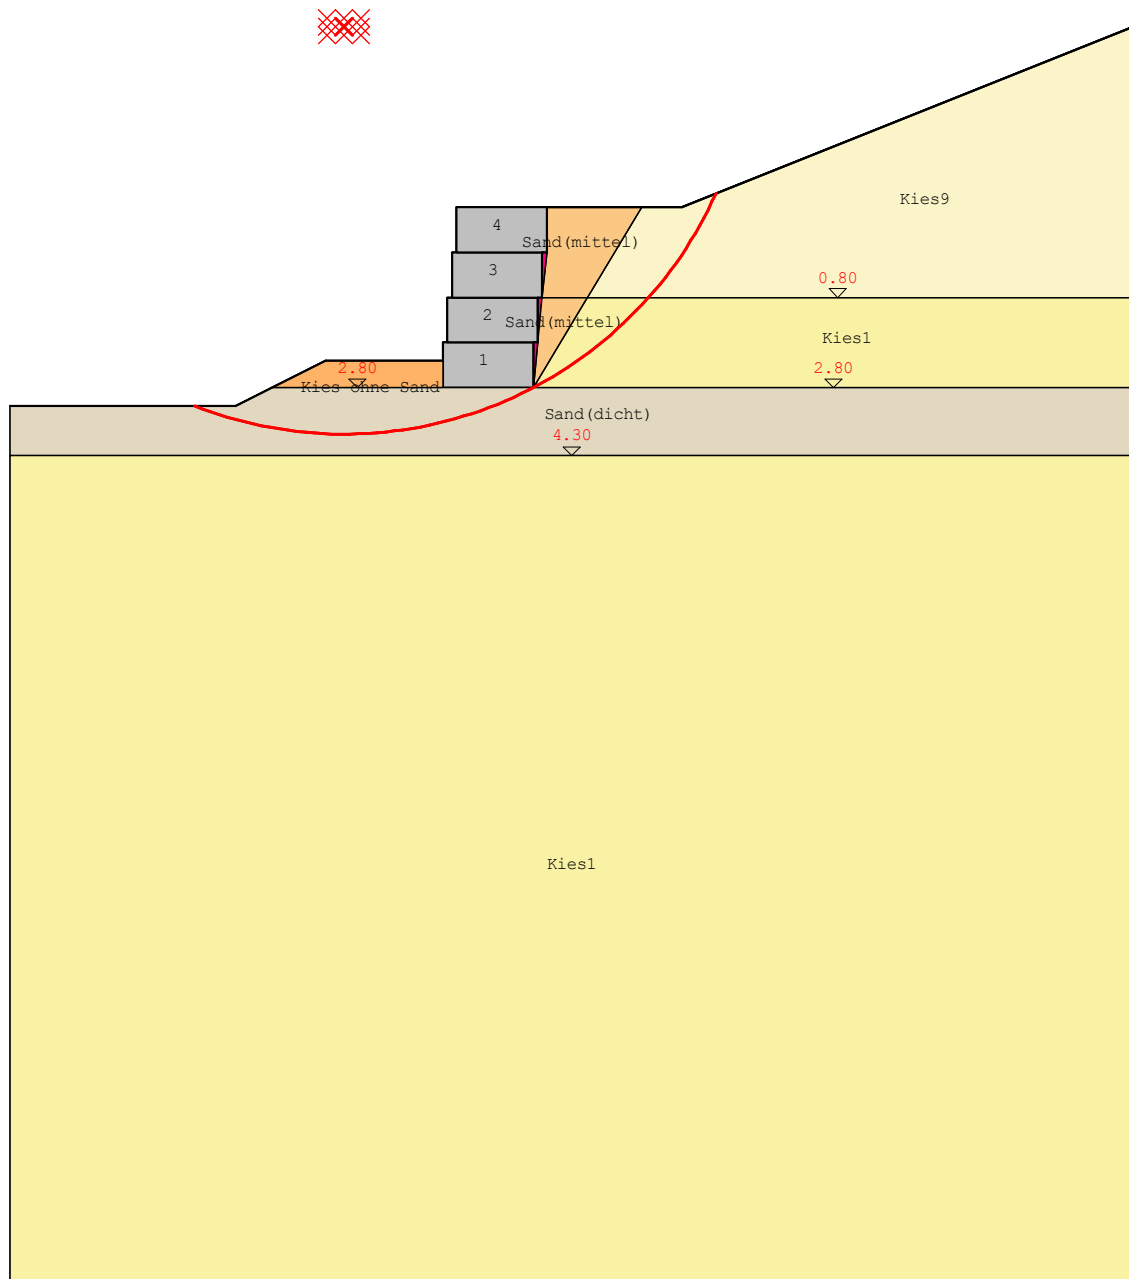 Kies9
4
Sand(mittel)
3
0.80
2
Sand(mittel)
Kies1
1
2.80
2.80
Kies ohne Sand
Sand(dicht)
4.30
Kies1